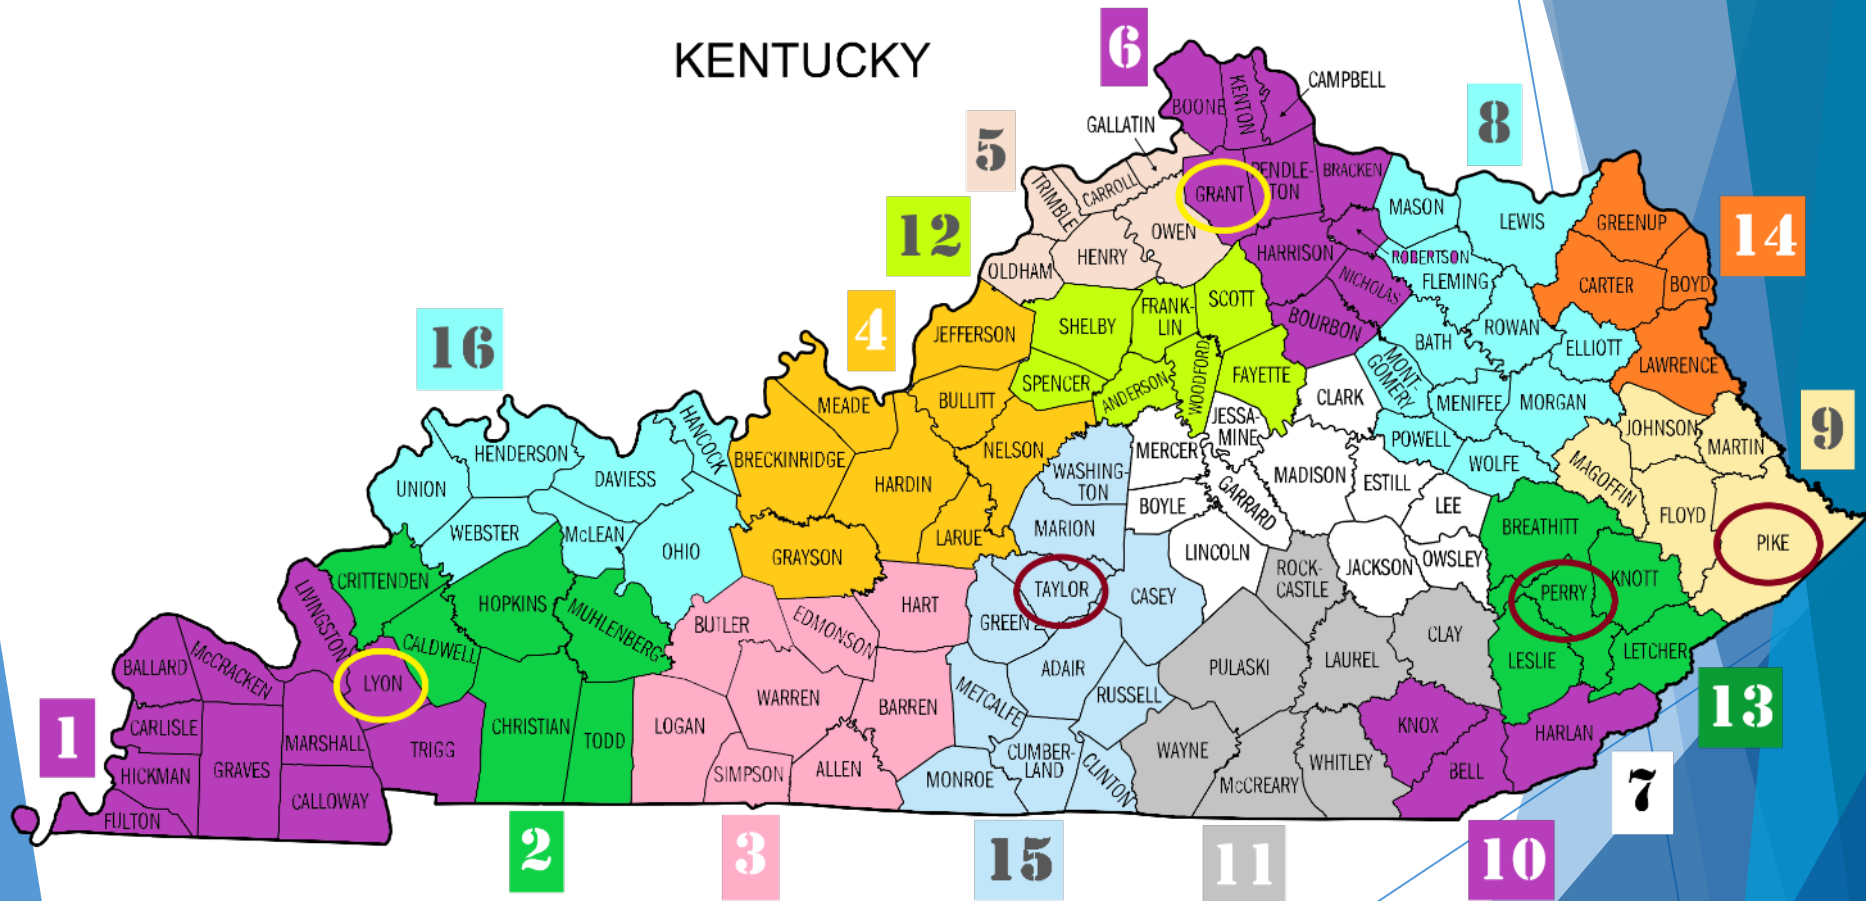 KENTUCKY
6
CAMPBELL
BOONE
KENTON
8
GALLATIN
5
PENDLE-
TON
BRACKEN
GRANT
TRIMBLE
CARROLL
MASON
LEWIS
GREENUP
14
12
OWEN
HENRY
OLDHAM
HARRISON
ROBERTSON
FLEMING
NICHOLAS
CARTER
BOYD
4
SCOTT
FRANK-
LIN
SHELBY
JEFFERSON
BOURBON
BATH
ROWAN
ELLIOTT
LAWRENCE
16
SPENCER
ANDERSON
WOODFORD
FAYETTE
MONT-
GOMERY
CLARK
MENIFEE
MORGAN
MEADE
BULLITT
JESSA-
MINE
JOHNSON
MARTIN
9
HANCOCK
HENDERSON
DAVIESS
BRECKINRIDGE
NELSON
MERCER
POWELL
WOLFE
MAGOFFIN
UNION
HARDIN
WASHING-
TON
MADISON
ESTILL
GARRARD
BOYLE
LEE
FLOYD
PIKE
WEBSTER
McLEAN
OHIO
GRAYSON
LARUE
MARION
LINCOLN
BREATHITT
ROCK-
CASTLE
JACKSON
OWSLEY
CRITTENDEN
LIVINGSTON
HOPKINS
MUHLENBERG
BUTLER
EDMONSON
HART
GREEN
TAYLOR
CASEY
PERRY
KNOTT
CALDWELL
CLAY
LESLIE
LETCHER
BALLARD
McCRACKEN
LYON
WARREN
ADAIR
PULASKI
LAUREL
METCALFE
RUSSELL
1
CARLISLE
MARSHALL
TRIGG
CHRISTIAN
TODD
LOGAN
BARREN
KNOX
HARLAN
13
HICKMAN
GRAVES
CALLOWAY
SIMPSON
ALLEN
MONROE
CUMBER-
LAND
CLINTON
WAYNE
McCREARY
WHITLEY
BELL
7
FULTON
2
3
15
11
10